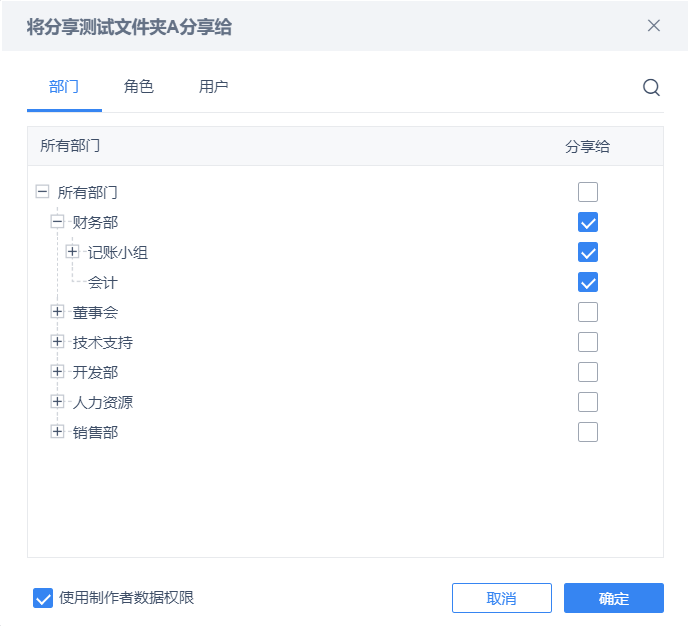 将分享测试文件夹A分享给
部门 角色 用户
所有部门 分享给
所有部门
财务部
记账小组
会计
董事会
技术支持
开发部
人力资源
销售部
使用制作者数据权限 取消 确定